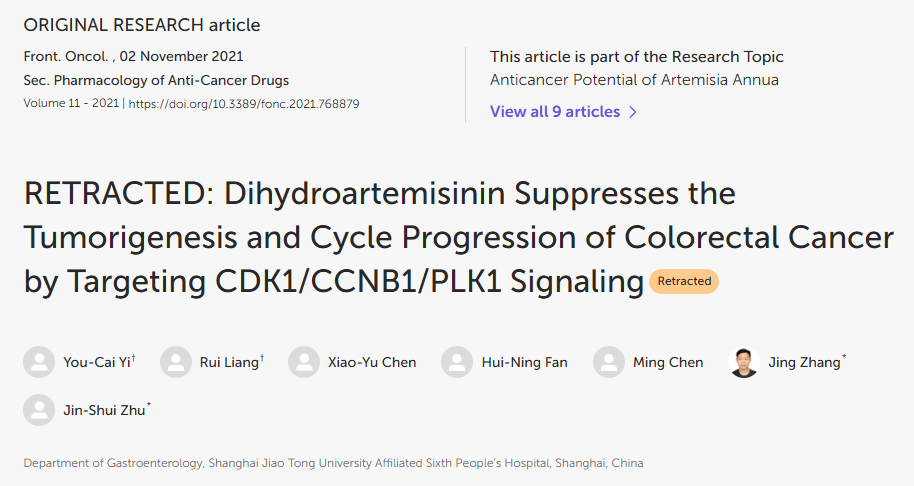 ORIGINAL RESEARCH article
Front. Oncol. , 02 November 2021
Sec. Pharmacology of Anti-Cancer Drugs
Volume 11 - 2021 | https://doi.org/10.3389/fonc.2021.768879
This article is part of the Research Topic
Anticancer Potential of Artemisia Annua
View all 9 articles >
RETRACTED: Dihydroartemisinin Suppresses the
Tumorigenesis and Cycle Progression of Colorectal Cancer
by Targeting CDK1/CCNB1/PLK1 Signaling Retracted
You-Cai Yi† Rui Liang† Xiao-Yu Chen Hui-Ning Fan Ming Chen Jing Zhang*
Jin-Shui Zhu*
Department of Gastroenterology, Shanghai Jiao Tong University Affiliated Sixth People's Hospital, Shanghai, China